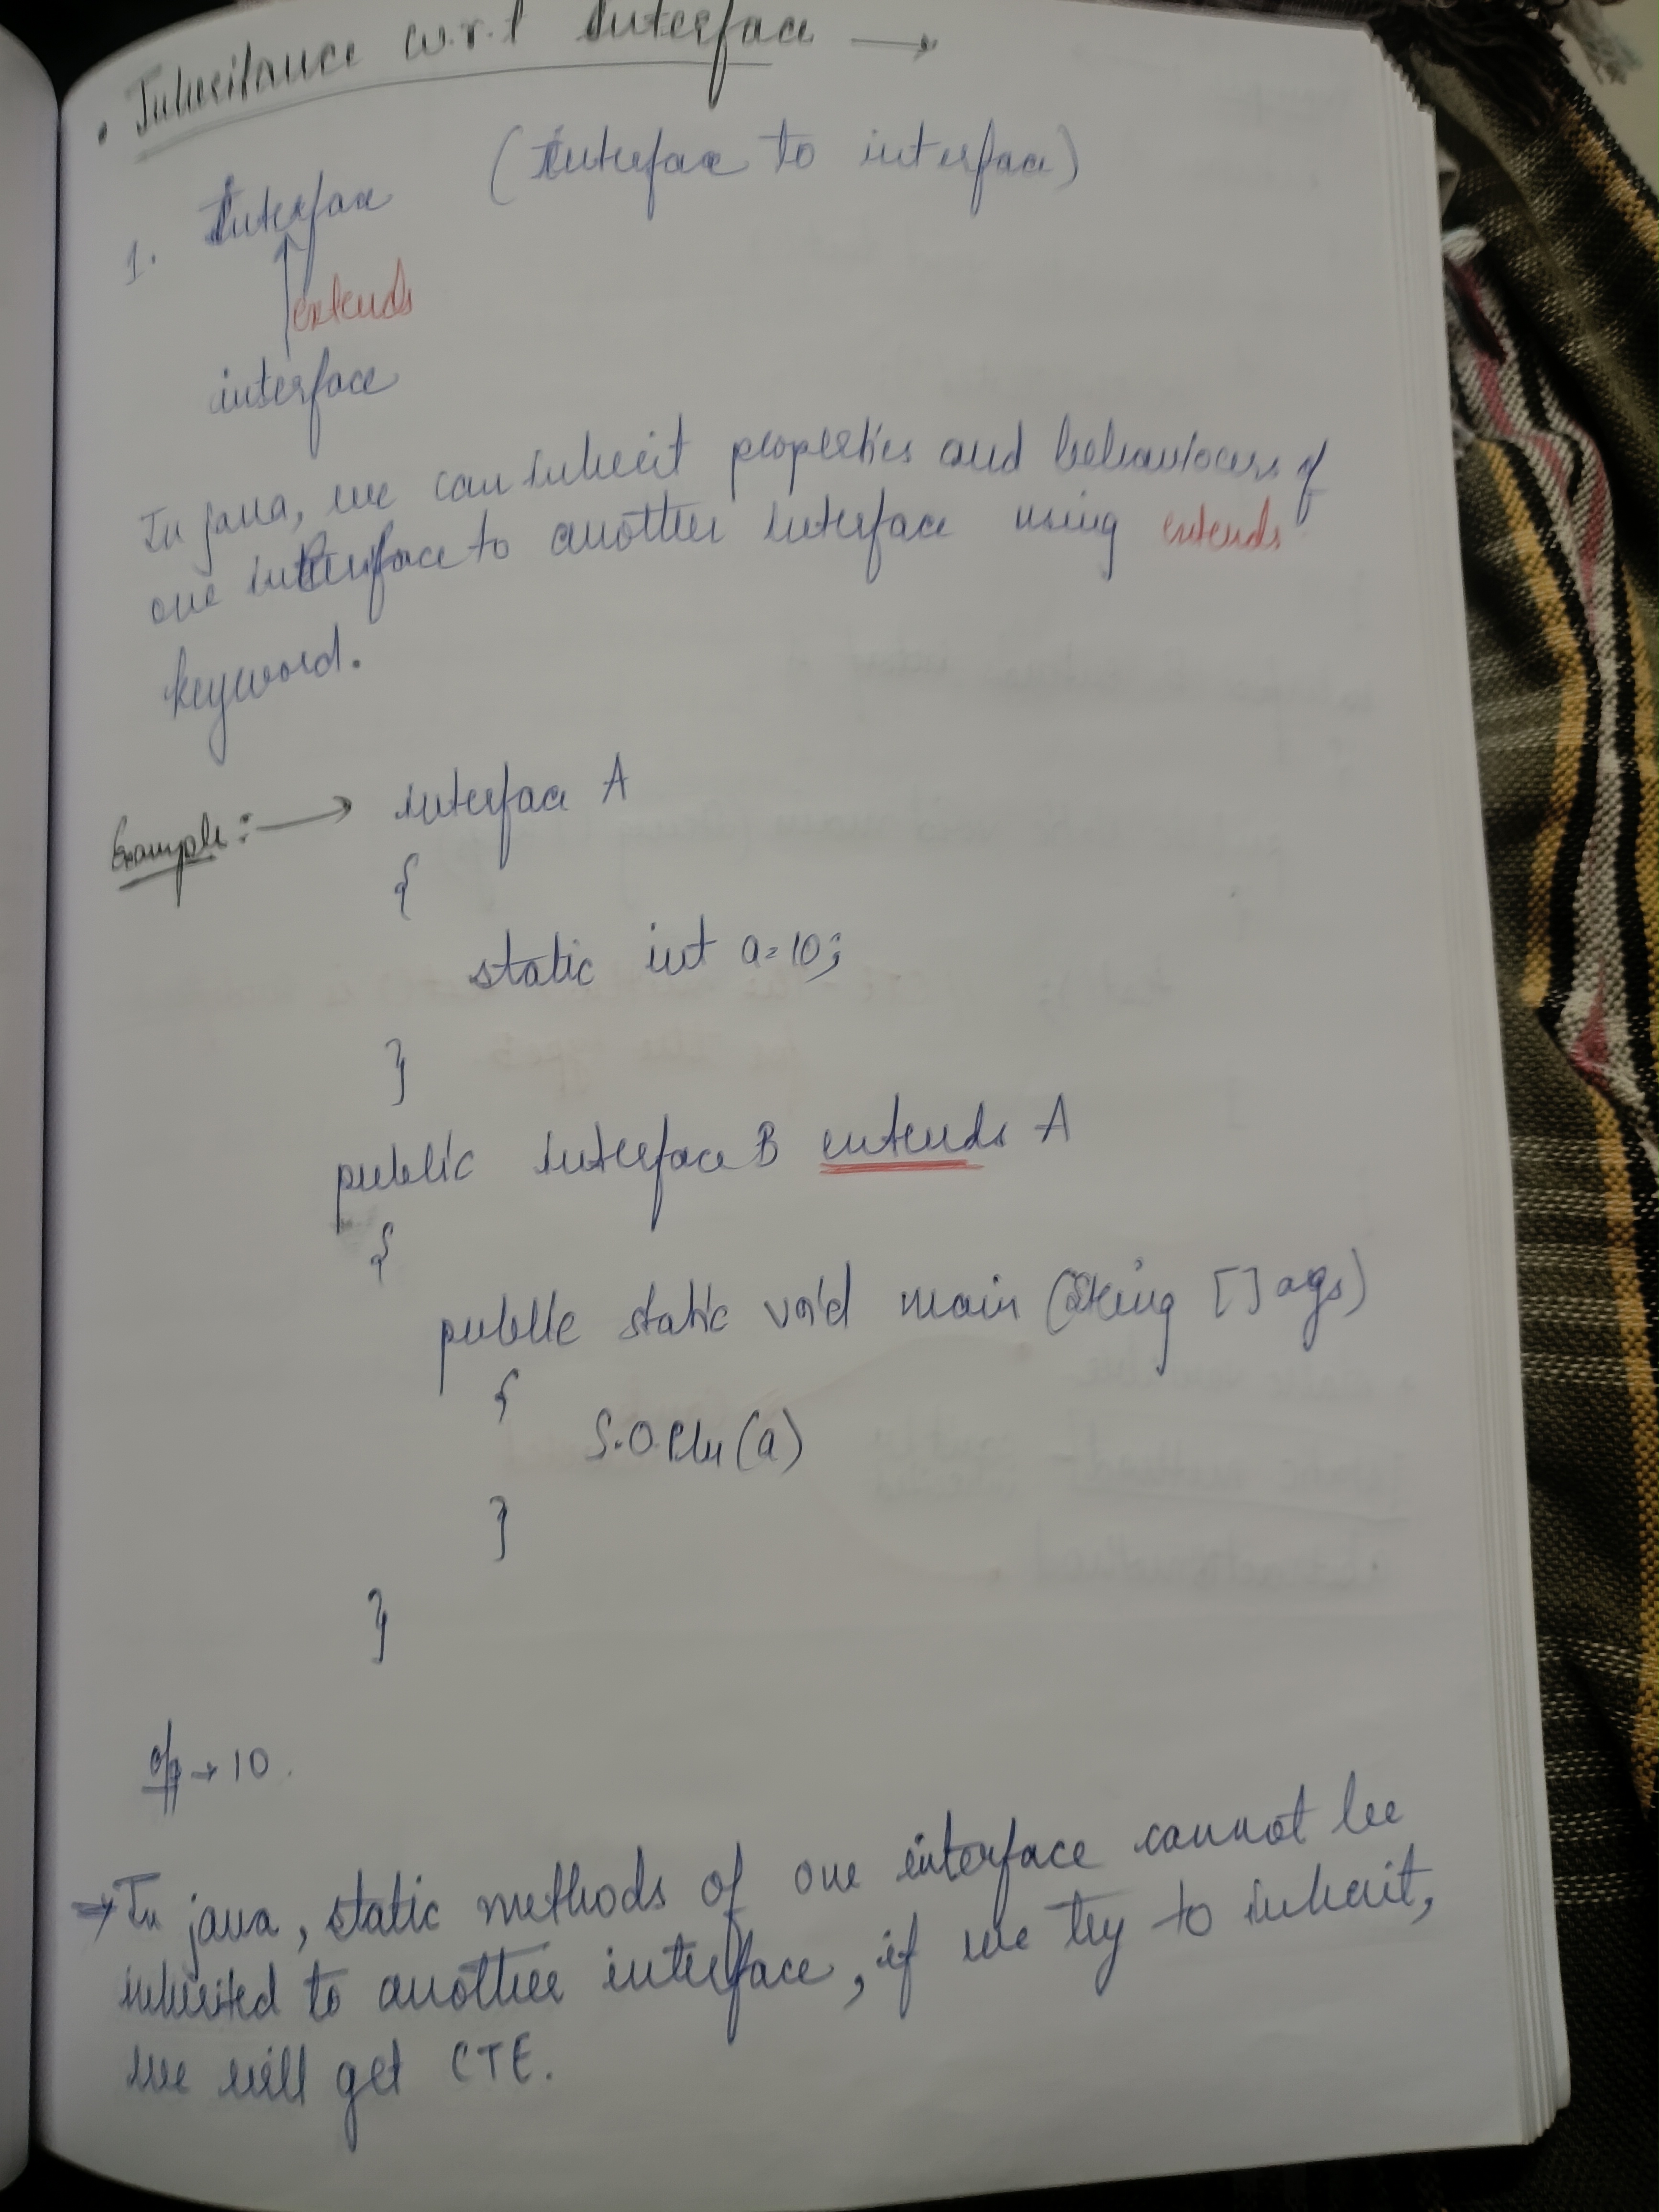 • Inheritance w.r.t Interface →
1. Interface (Interface to interface)
extends
interface
In java, we can inherit properties and behaviours of
one interface to another interface using extends
keyword.
Example:→ interface A
{
static int a=10;
}
public interface B extends A
{
public static void main (String [] ags)
{
S.O.Pln(a)
}
}
o/p → 10.
→ In java, static methods of one interface cannot be
inherited to another interface, if we try to inherit,
we will get CTE.